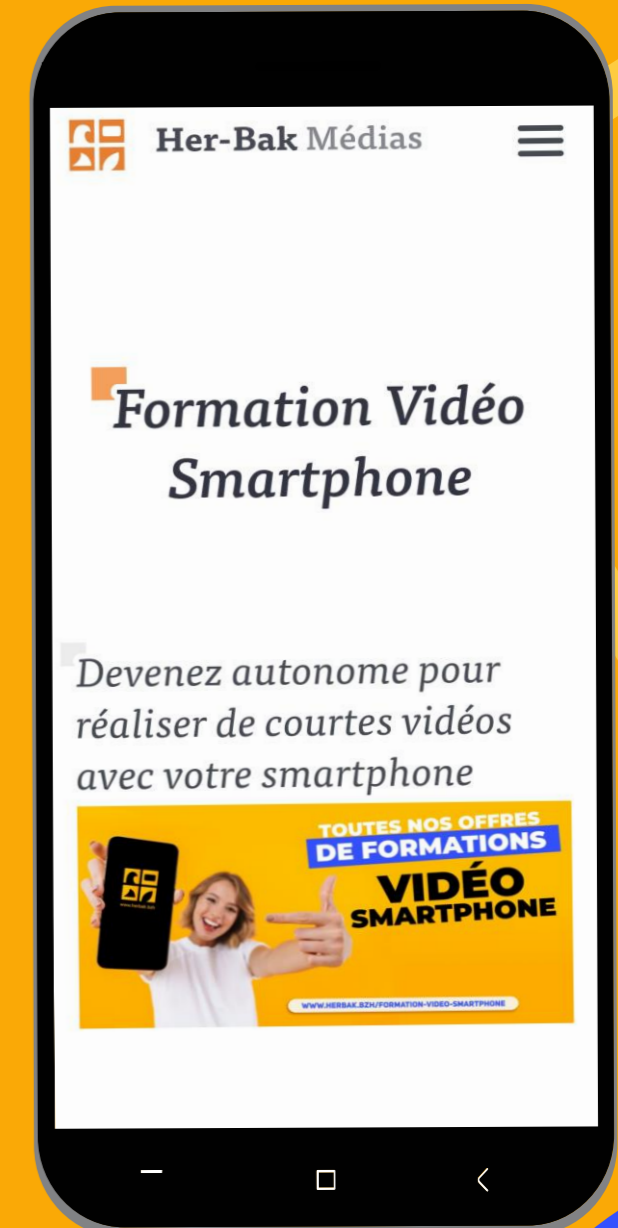 Her-Bak Médias
Formation Vidéo
Smartphone
Devenez autonome pour
réaliser de courtes vidéos
avec votre smartphone
TOUTES NOS OFFRES
DE FORMATIONS
VIDÉO
SMARTPHONE
WWW.HERBAK.BZH/FORMATION-VIDEO-SMARTPHONE